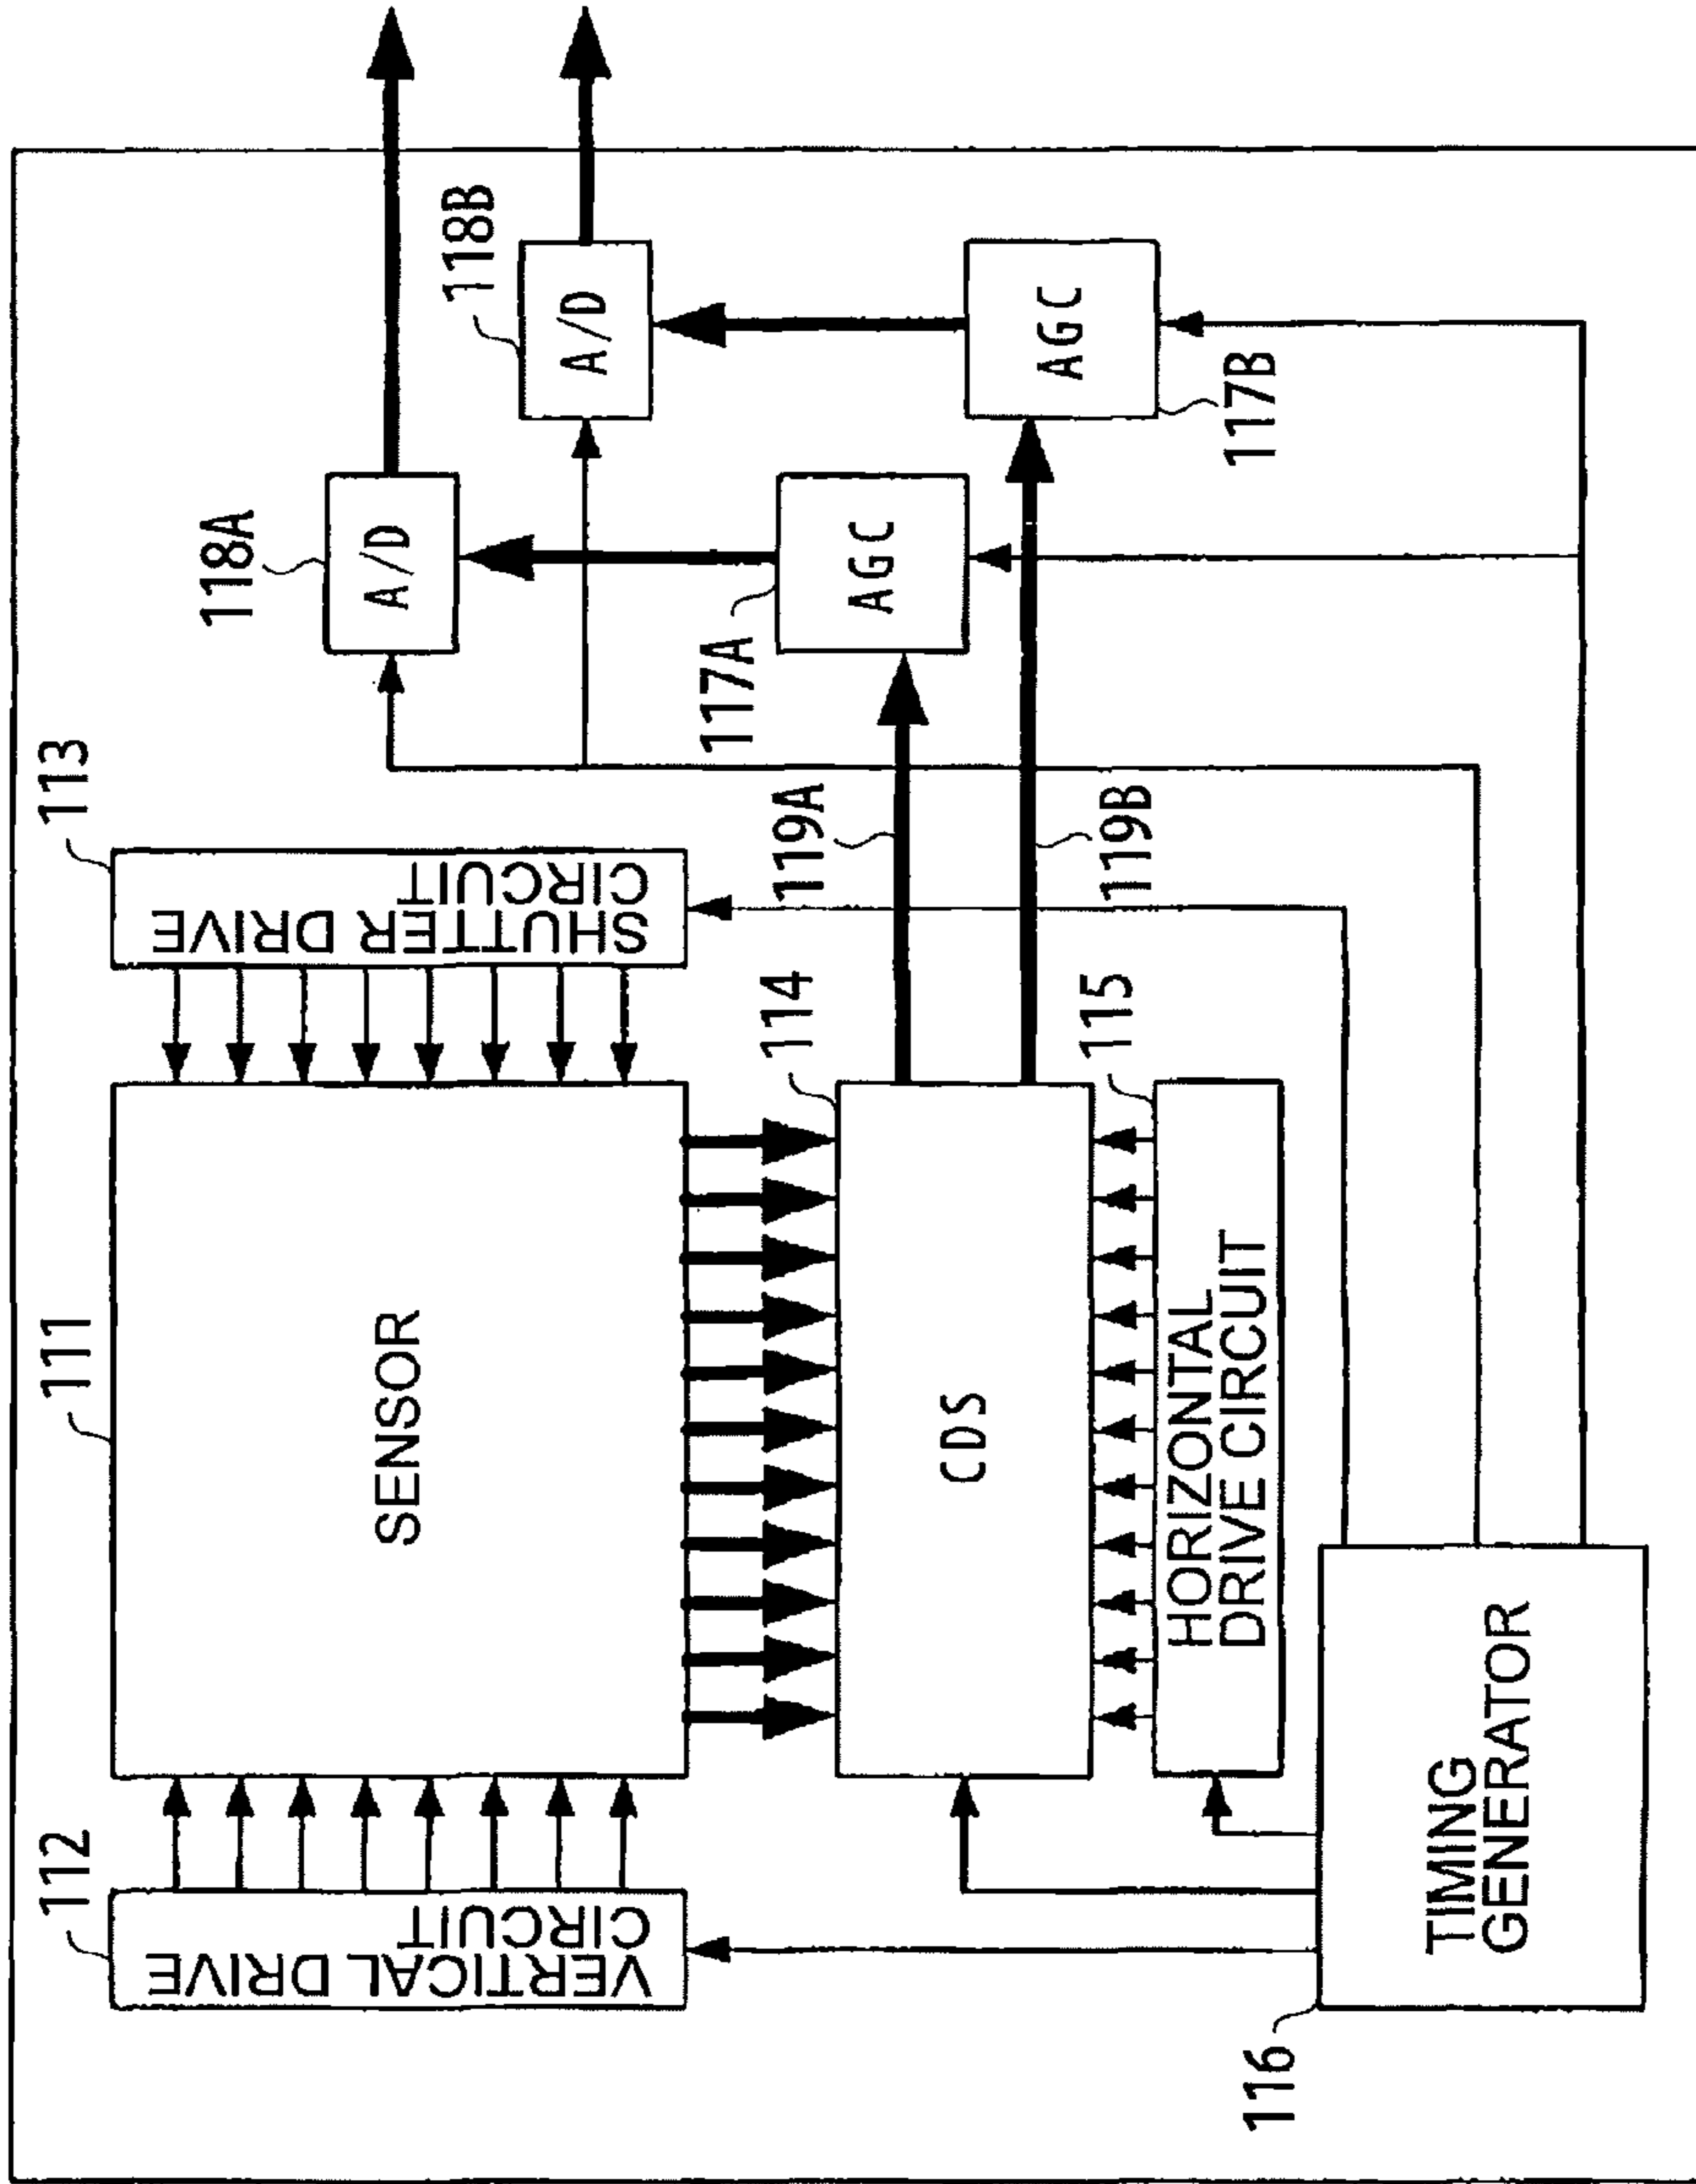 112
VERTICAL DRIVE
CIRCUIT
111
SENSOR
113
SHUTTER DRIVE
CIRCUIT
118A
A/D
118B
A/D
114
CDS
119A
119B
117A
AGC
117B
AGC
115
HORIZONTAL
DRIVE CIRCUIT
116
TIMING
GENERATOR